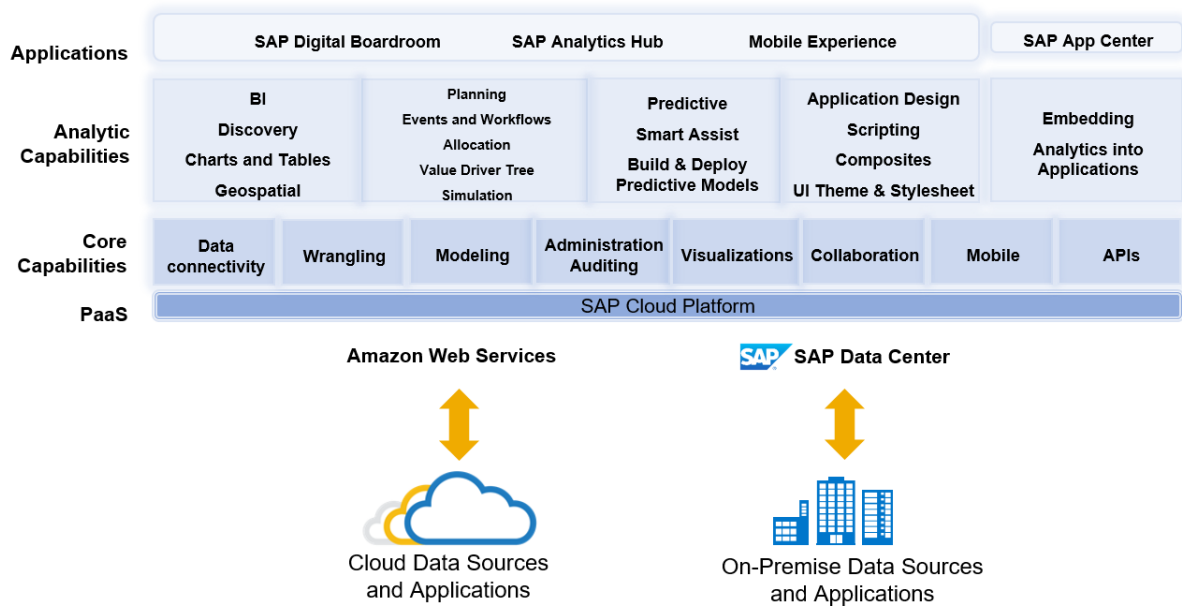 Applications
SAP Digital Boardroom
SAP Analytics Hub
Mobile Experience
SAP App Center
Analytic
Capabilities
BI
Discovery
Charts and Tables
Geospatial
Planning
Events and Workflows
Allocation
Value Driver Tree
Simulation
Predictive
Smart Assist
Build & Deploy
Predictive Models
Application Design
Scripting
Composites
UI Theme & Stylesheet
Embedding
Analytics into
Applications
Core
Capabilities
Data
connectivity
Wrangling
Modeling
Administration
Auditing
Visualizations
Collaboration
Mobile
APIs
PaaS
SAP Cloud Platform
Amazon Web Services
SAP
SAP Data Center
Cloud Data Sources
and Applications
On-Premise Data Sources
and Applications